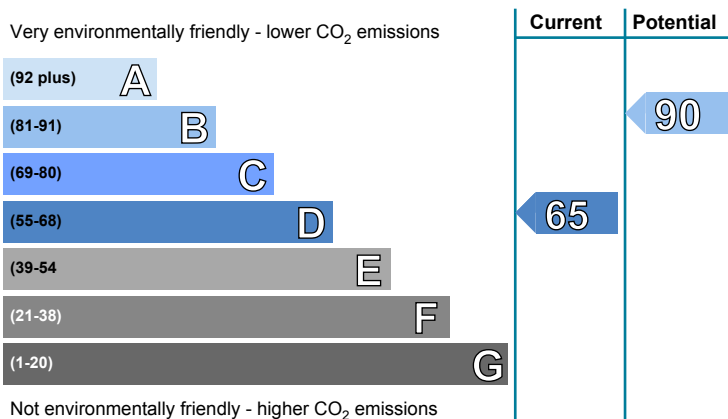 Very environmentally friendly - lower CO2 emissions
Current
Potential
(92 plus) A
(81-91) B
90
(69-80) C
(55-68) D
65
(39-54 E
(21-38) F
(1-20) G
Not environmentally friendly - higher CO2 emissions